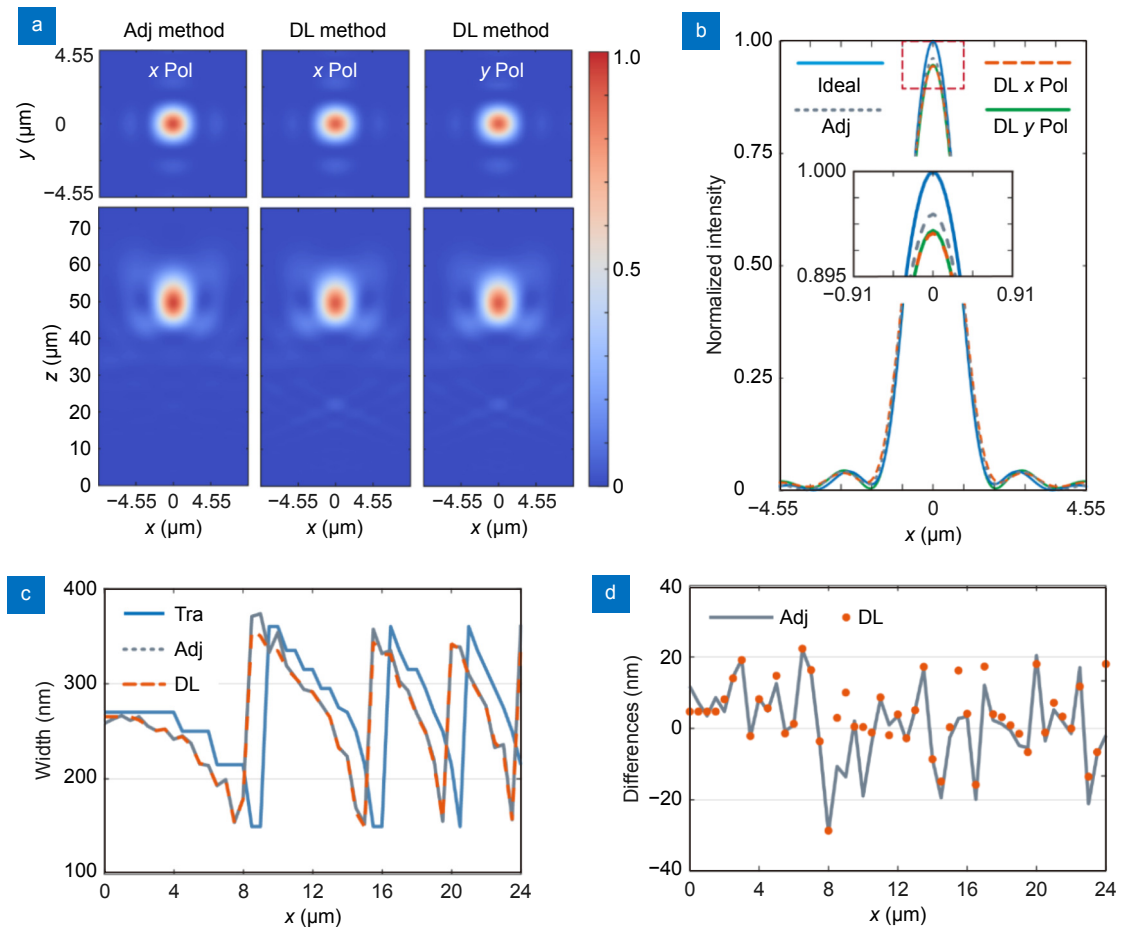 a
Adj method
DL method
DL method
x Pol
x Pol
y Pol
4.55
0
−4.55
y (µm)
70
60
50
40
30
20
10
0
z (µm)
−4.55 0 4.55
−4.55 0 4.55
−4.55 0 4.55
x (µm)
x (µm)
x (µm)
1.0
0.5
0
b
1.00
0.75
0.50
0.25
0
Normalized intensity
Ideal
Adj
DL x Pol
DL y Pol
1.000
0.895
−0.91 0 0.91
−4.55 0 4.55
x (µm)
c
400
300
200
100
Width (nm)
Tra
Adj
DL
0 4 8 12 16 20 24
x (µm)
d
40
20
0
−20
−40
Differences (nm)
Adj
DL
0 4 8 12 16 20 24
x (µm)